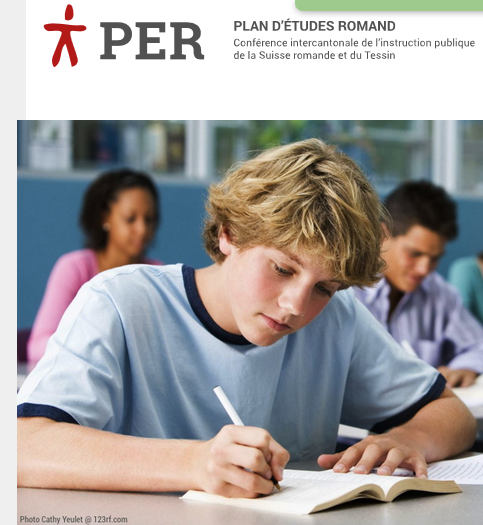 PER
PLAN D'ÉTUDES ROMAND
Conférence intercantonale de l'instruction publique
de la Suisse romande et du Tessin
Photo Cathy Yeulet @ 123rf.com